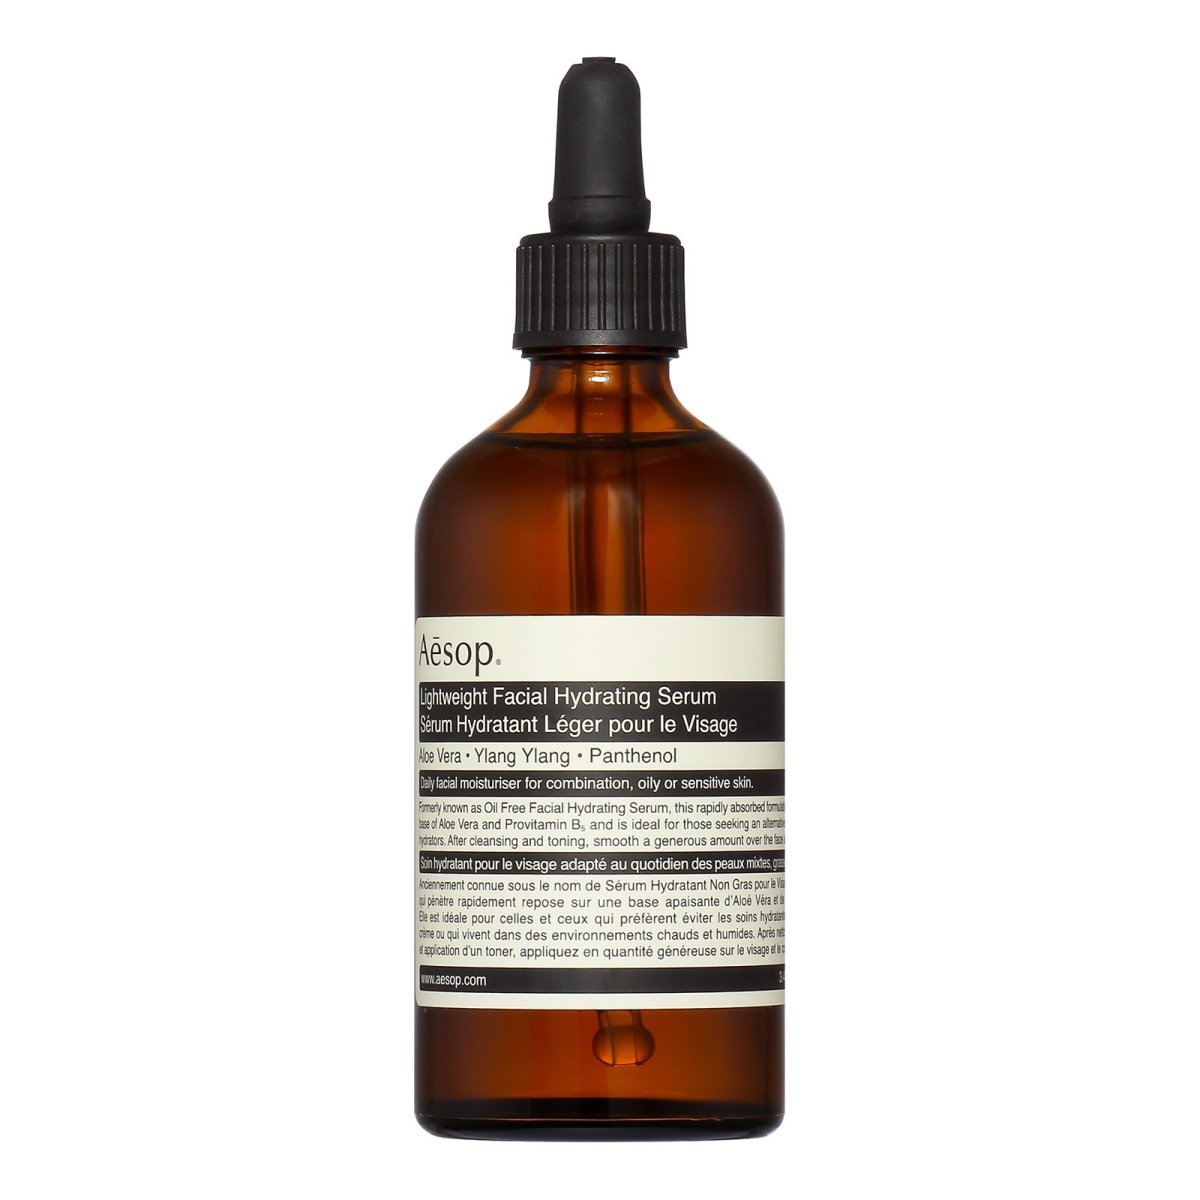 Aēsop®
Lightweight Facial Hydrating Serum
Sérum Hydratant Léger pour le Visage
Aloe Vera • Ylang Ylang • Panthenol
Daily facial moisturiser for combination, oily or sensitive skin.
Formerly known as Oil Free Facial Hydrating Serum, this rapidly absorbed
base of Aloe Vera and Provitamin B₅ and is ideal for those seeking an
hydrators. After cleansing and toning, smooth a generous amount over the face
Soin hydratant pour le visage adapté au quotidien des peaux mixtes,
Anciennement connue sous le nom de Sérum Hydratant Non Gras pour le
qui pénètre rapidement repose sur une base apaisante d'Aloé Véra et de
Elle est idéale pour celles et ceux qui préfèrent éviter les soins
crème ou qui vivent dans des environnements chauds et humides. Après
et application d'un toner, appliquez en quantité généreuse sur le visage et le
www.aesop.com